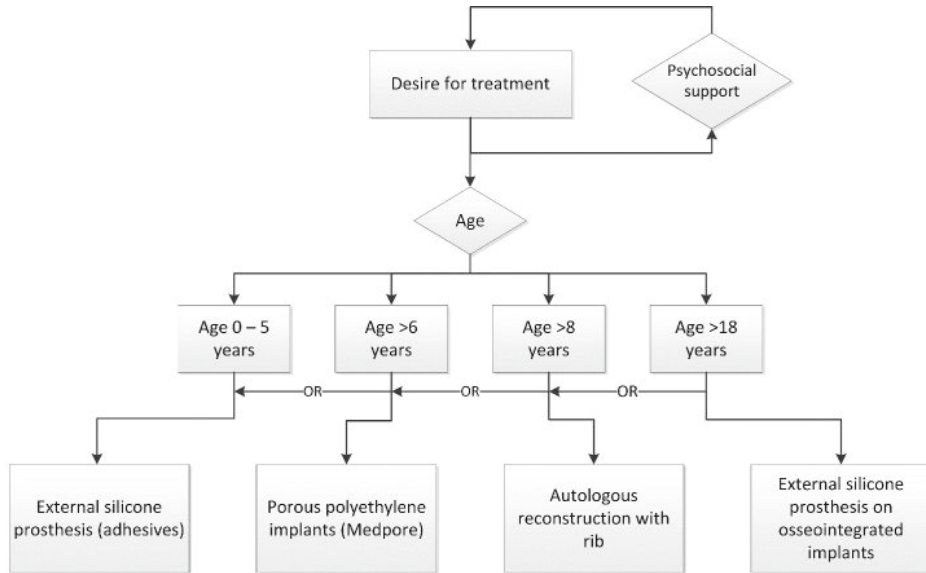 Desire for treatment
Psychosocial
support
Age
Age 0 – 5
years
Age >6
years
Age >8
years
Age >18
years
OR
OR
OR
External silicone
prosthesis (adhesives)
Porous polyethylene
implants (Medpore)
Autologous
reconstruction with
rib
External silicone
prosthesis on
osseointegrated
implants